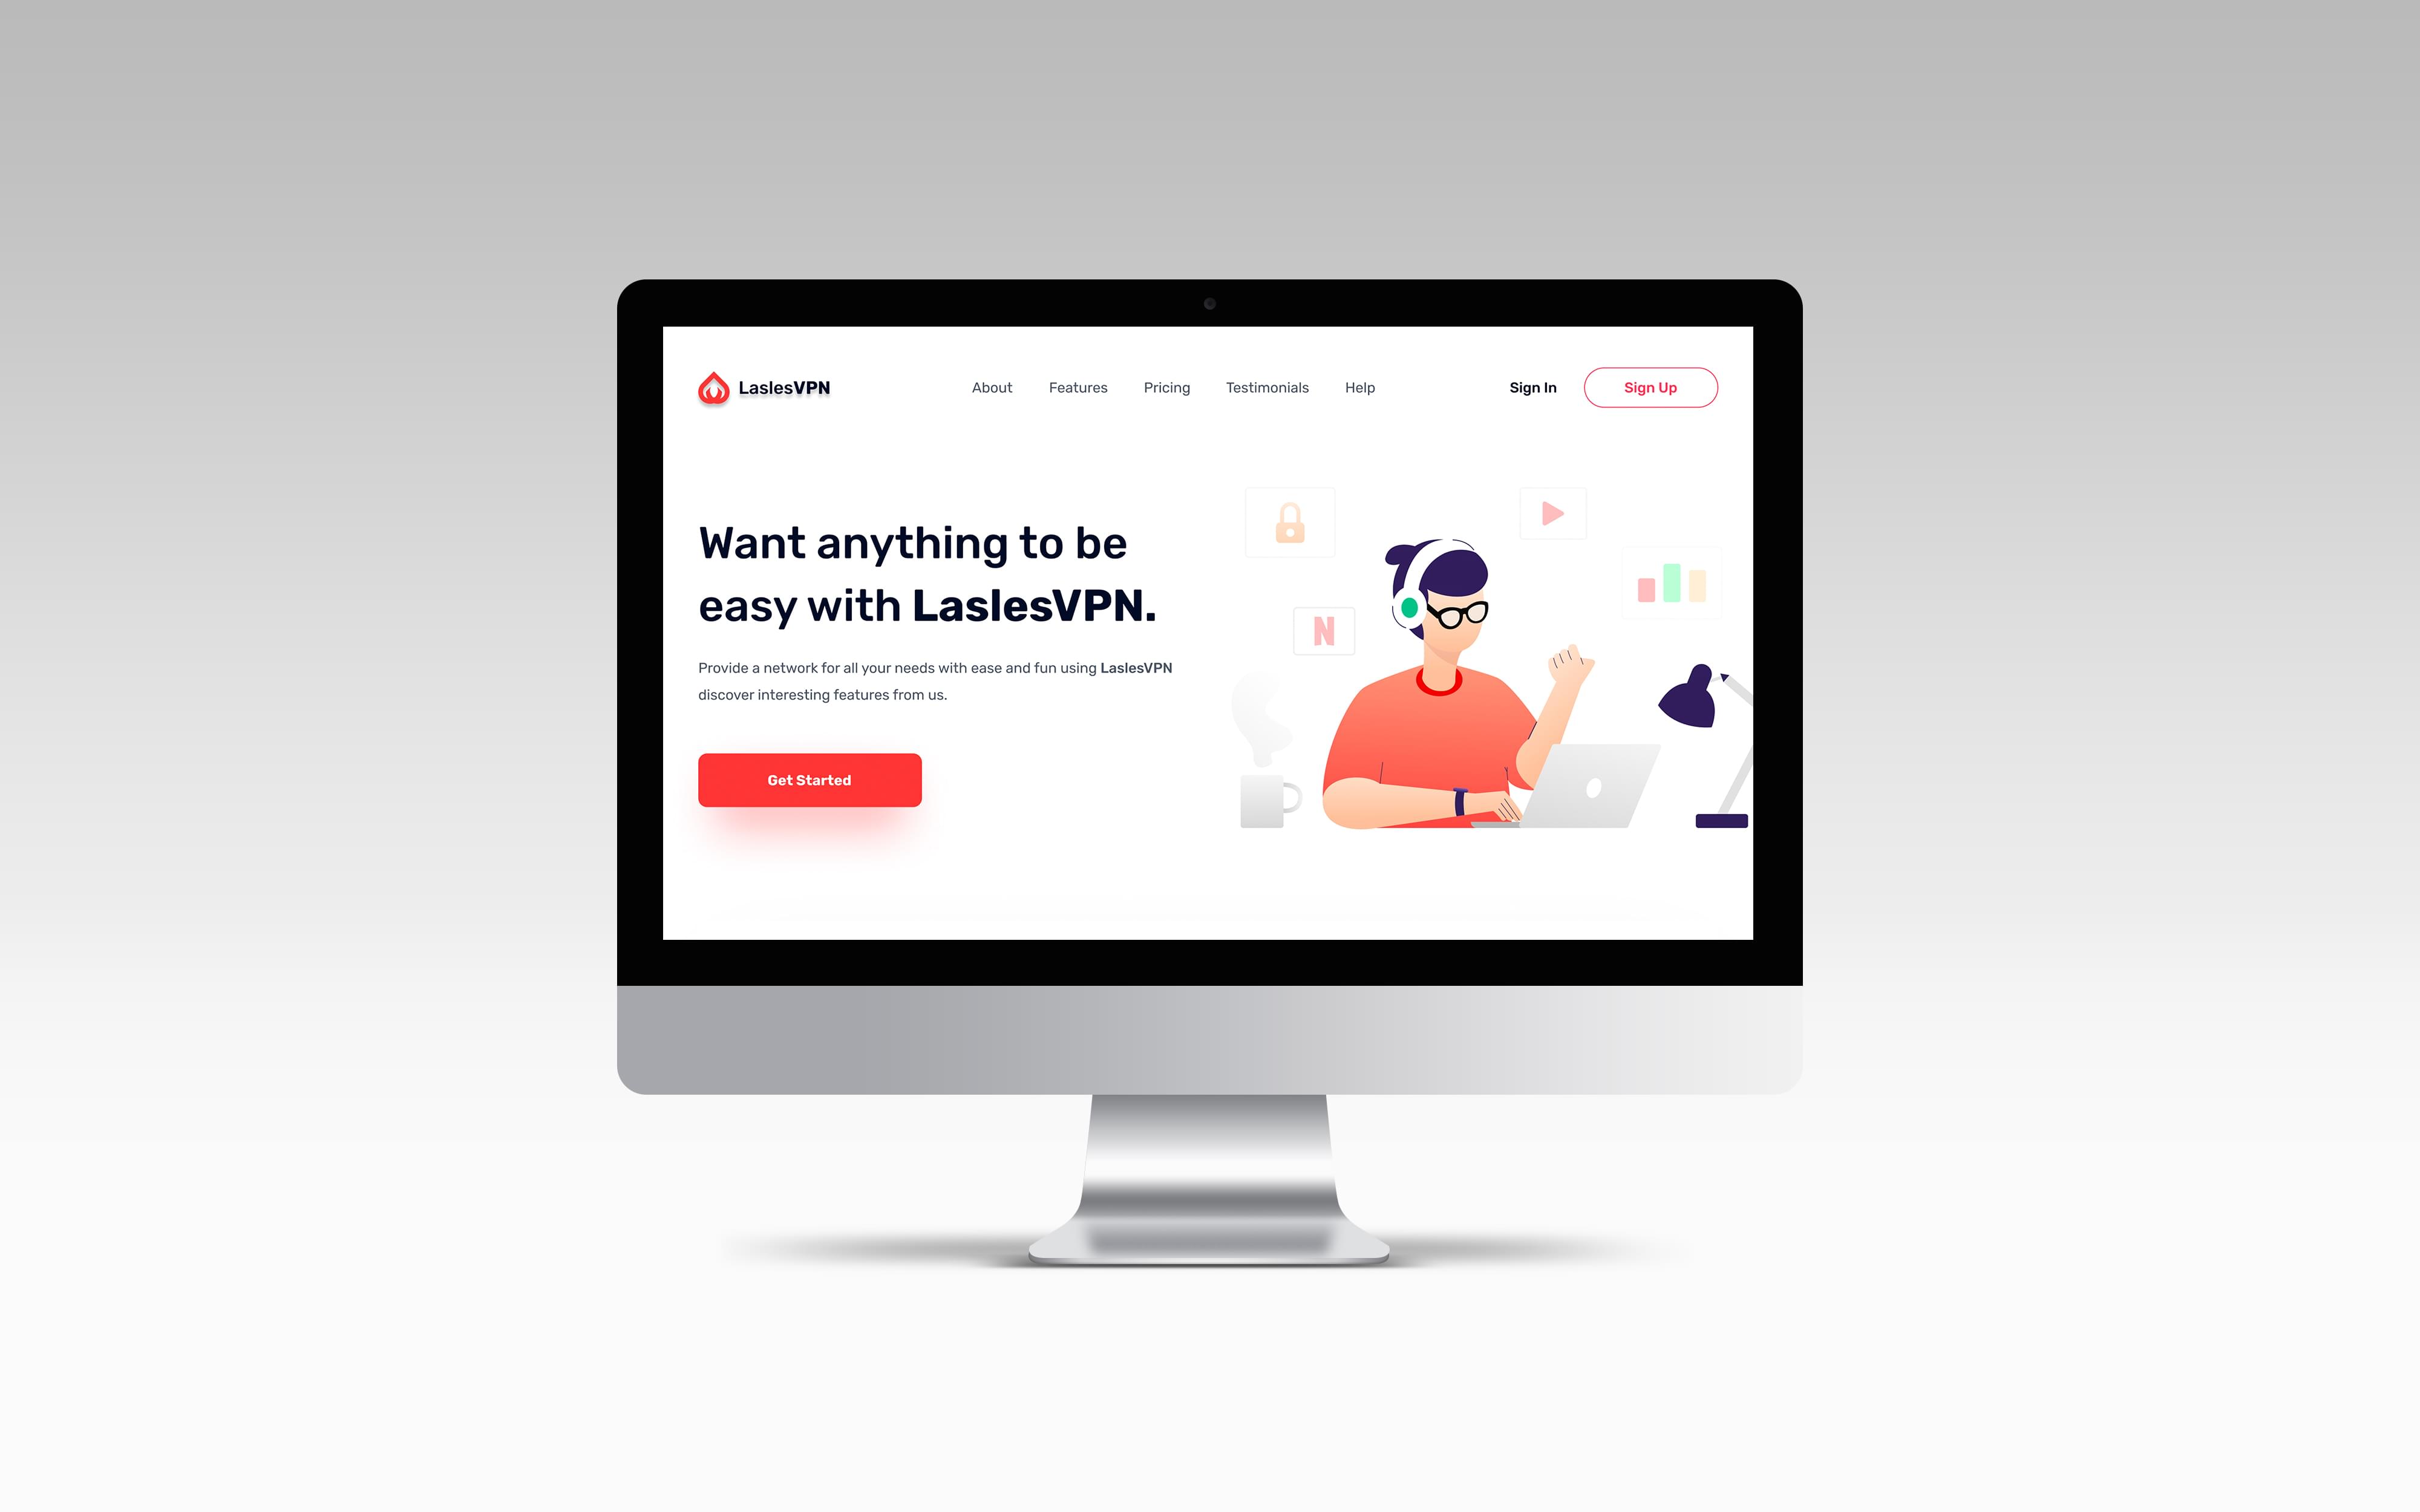 LaslesVPN
About Features Pricing Testimonials Help
Sign In
Sign Up
Want anything to be
easy with LaslesVPN.
Provide a network for all your needs with ease and fun using LaslesVPN
discover interesting features from us.
Get Started
N